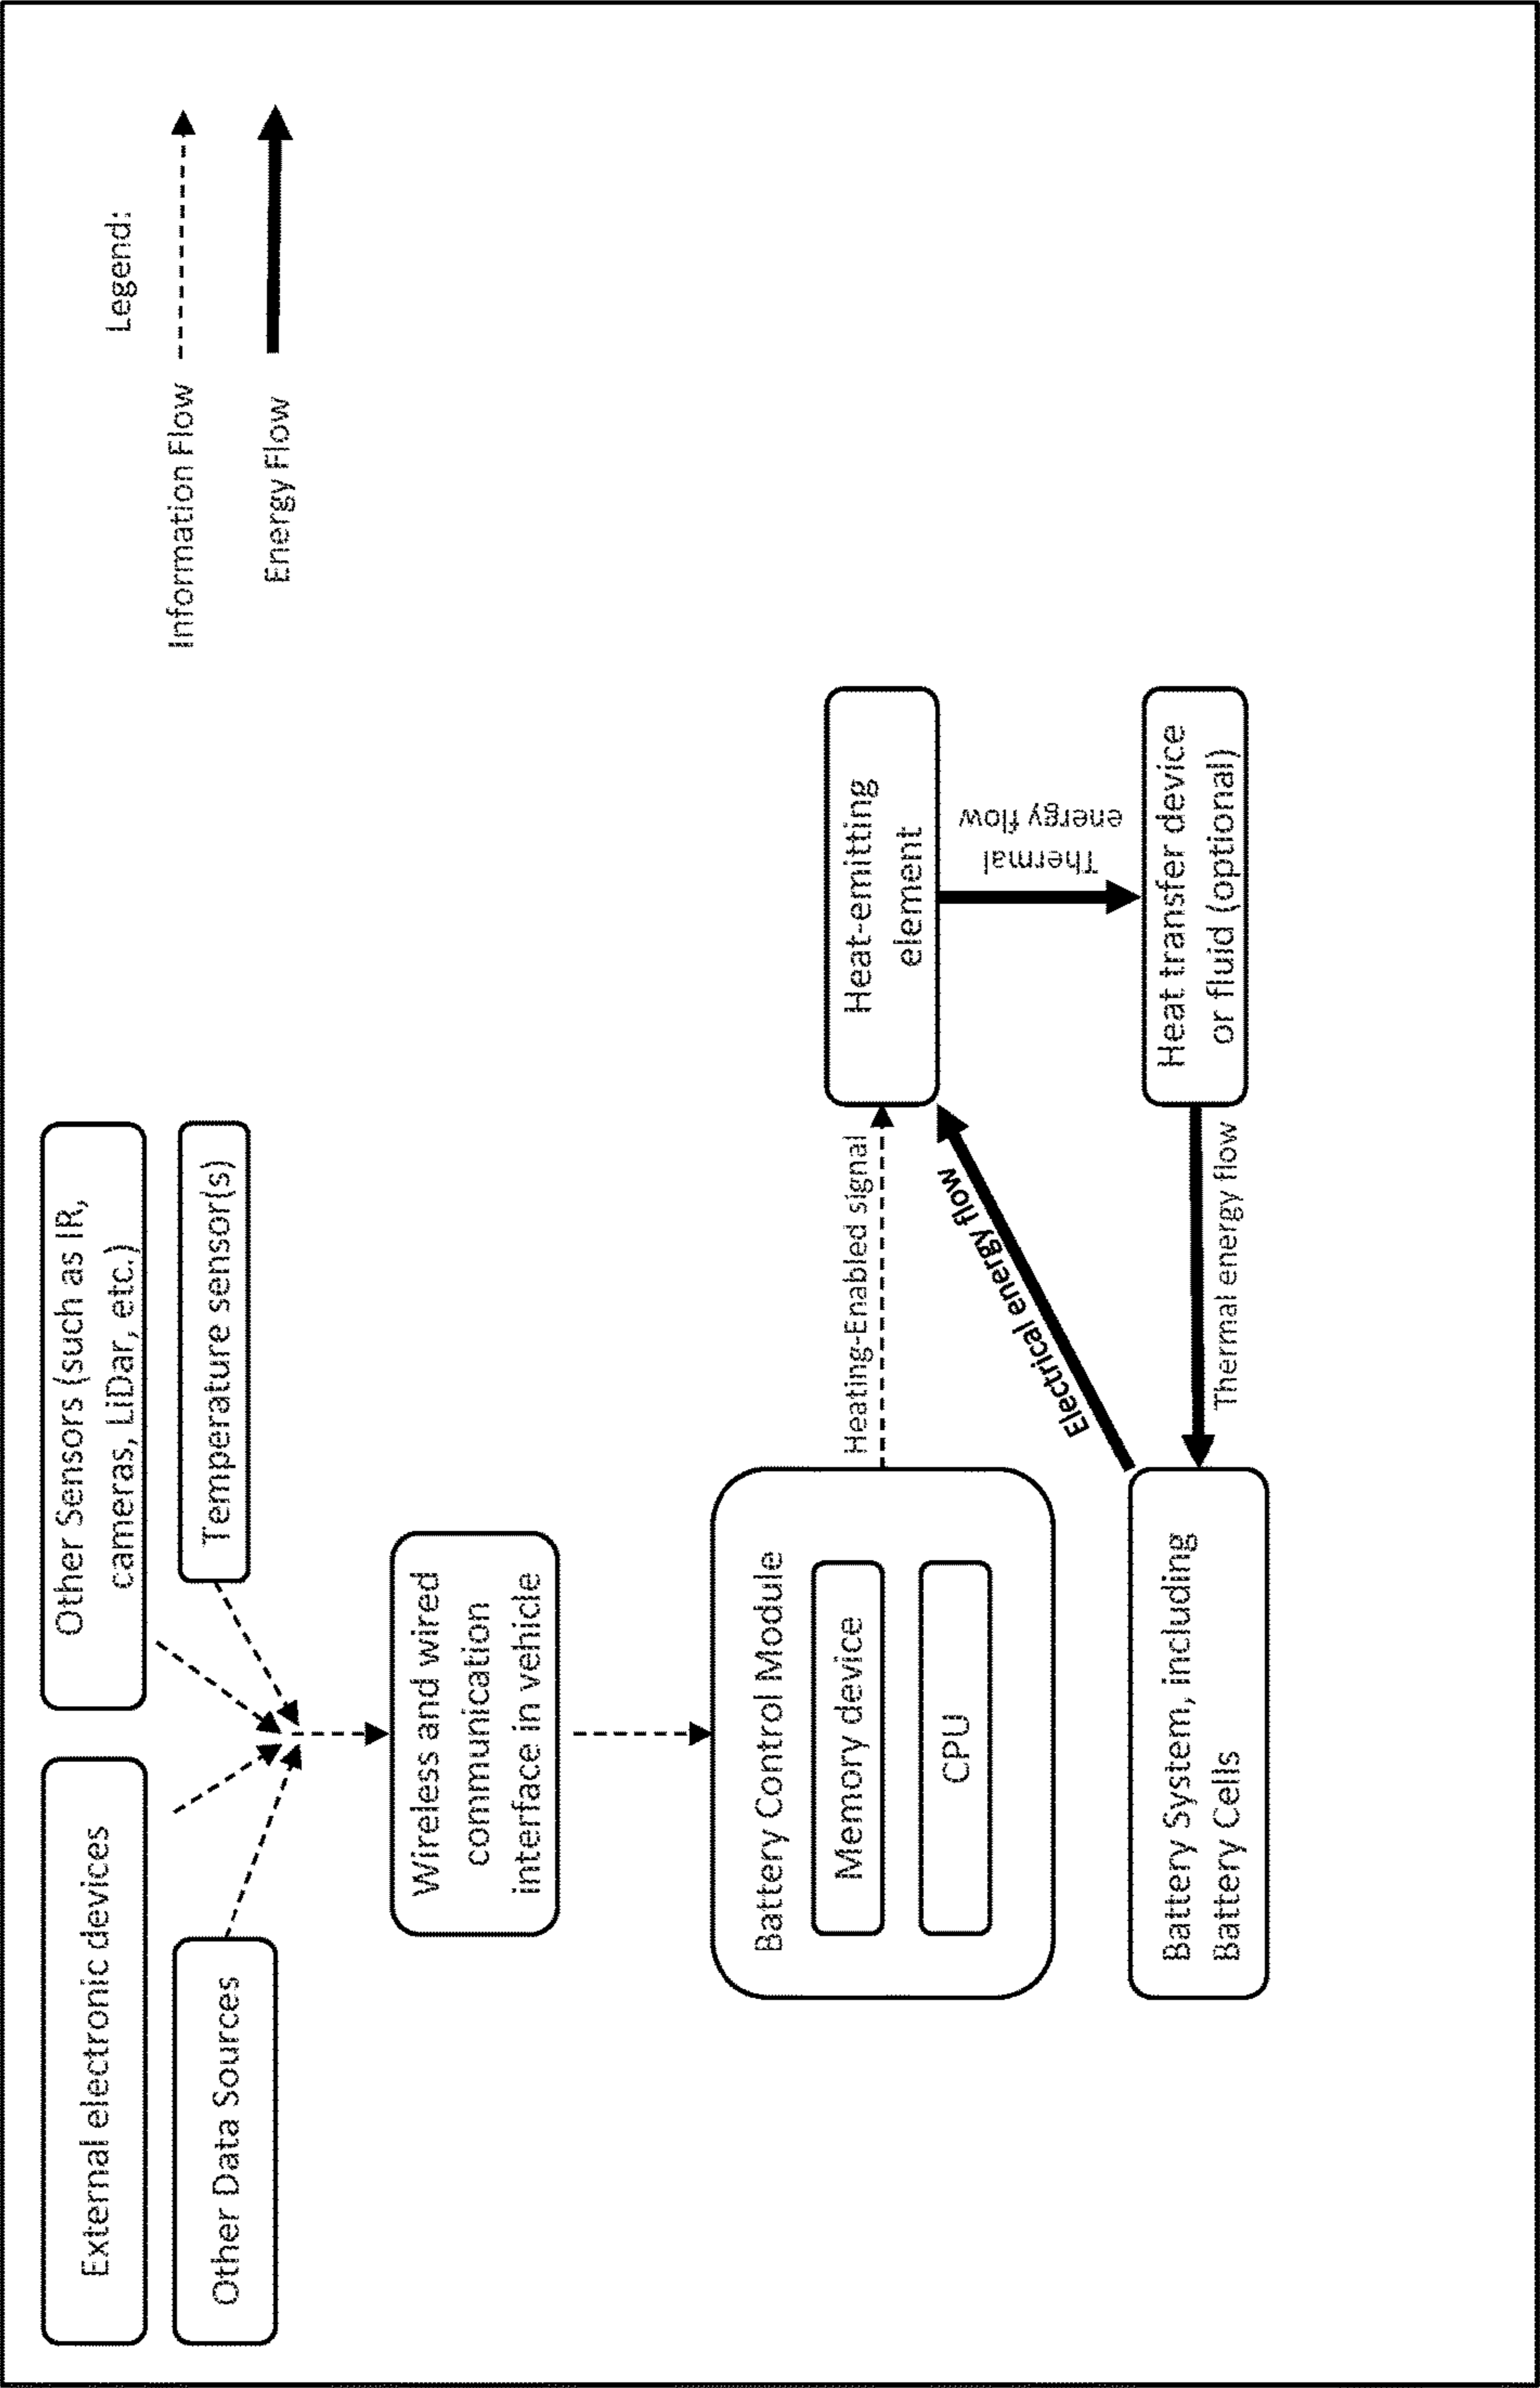 External electronic devices
Other Data Sources
Other Sensors (such as IR,
cameras, LiDar, etc.)
Temperature sensor(s)
Legend:
Information Flow
Energy Flow
Wireless and wired
communication
interface in vehicle
Battery Control Module
Memory device
CPU
Heating-Enabled signal
Heat-emitting
element
Electrical energy flow
Thermal
energy flow
Battery System, including
Battery Cells
Thermal energy flow
Heat transfer device
or fluid (optional)